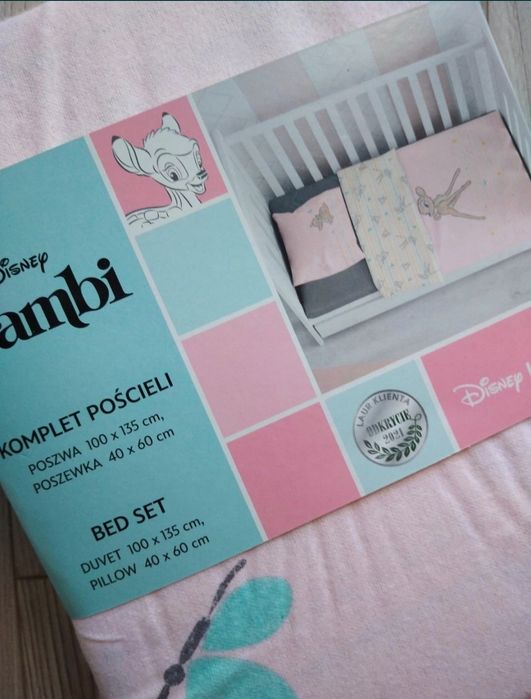 Disney
ambi
KOMPLET POŚCIELI
POSZWA 100 x 135 cm,
POSZEWKA 40 x 60 cm
BED SET
DUVET 100 x 135 cm,
PILLOW 40 x 60 cm
LAUR KLIENTA
ODKRYCIE
2021
Disney